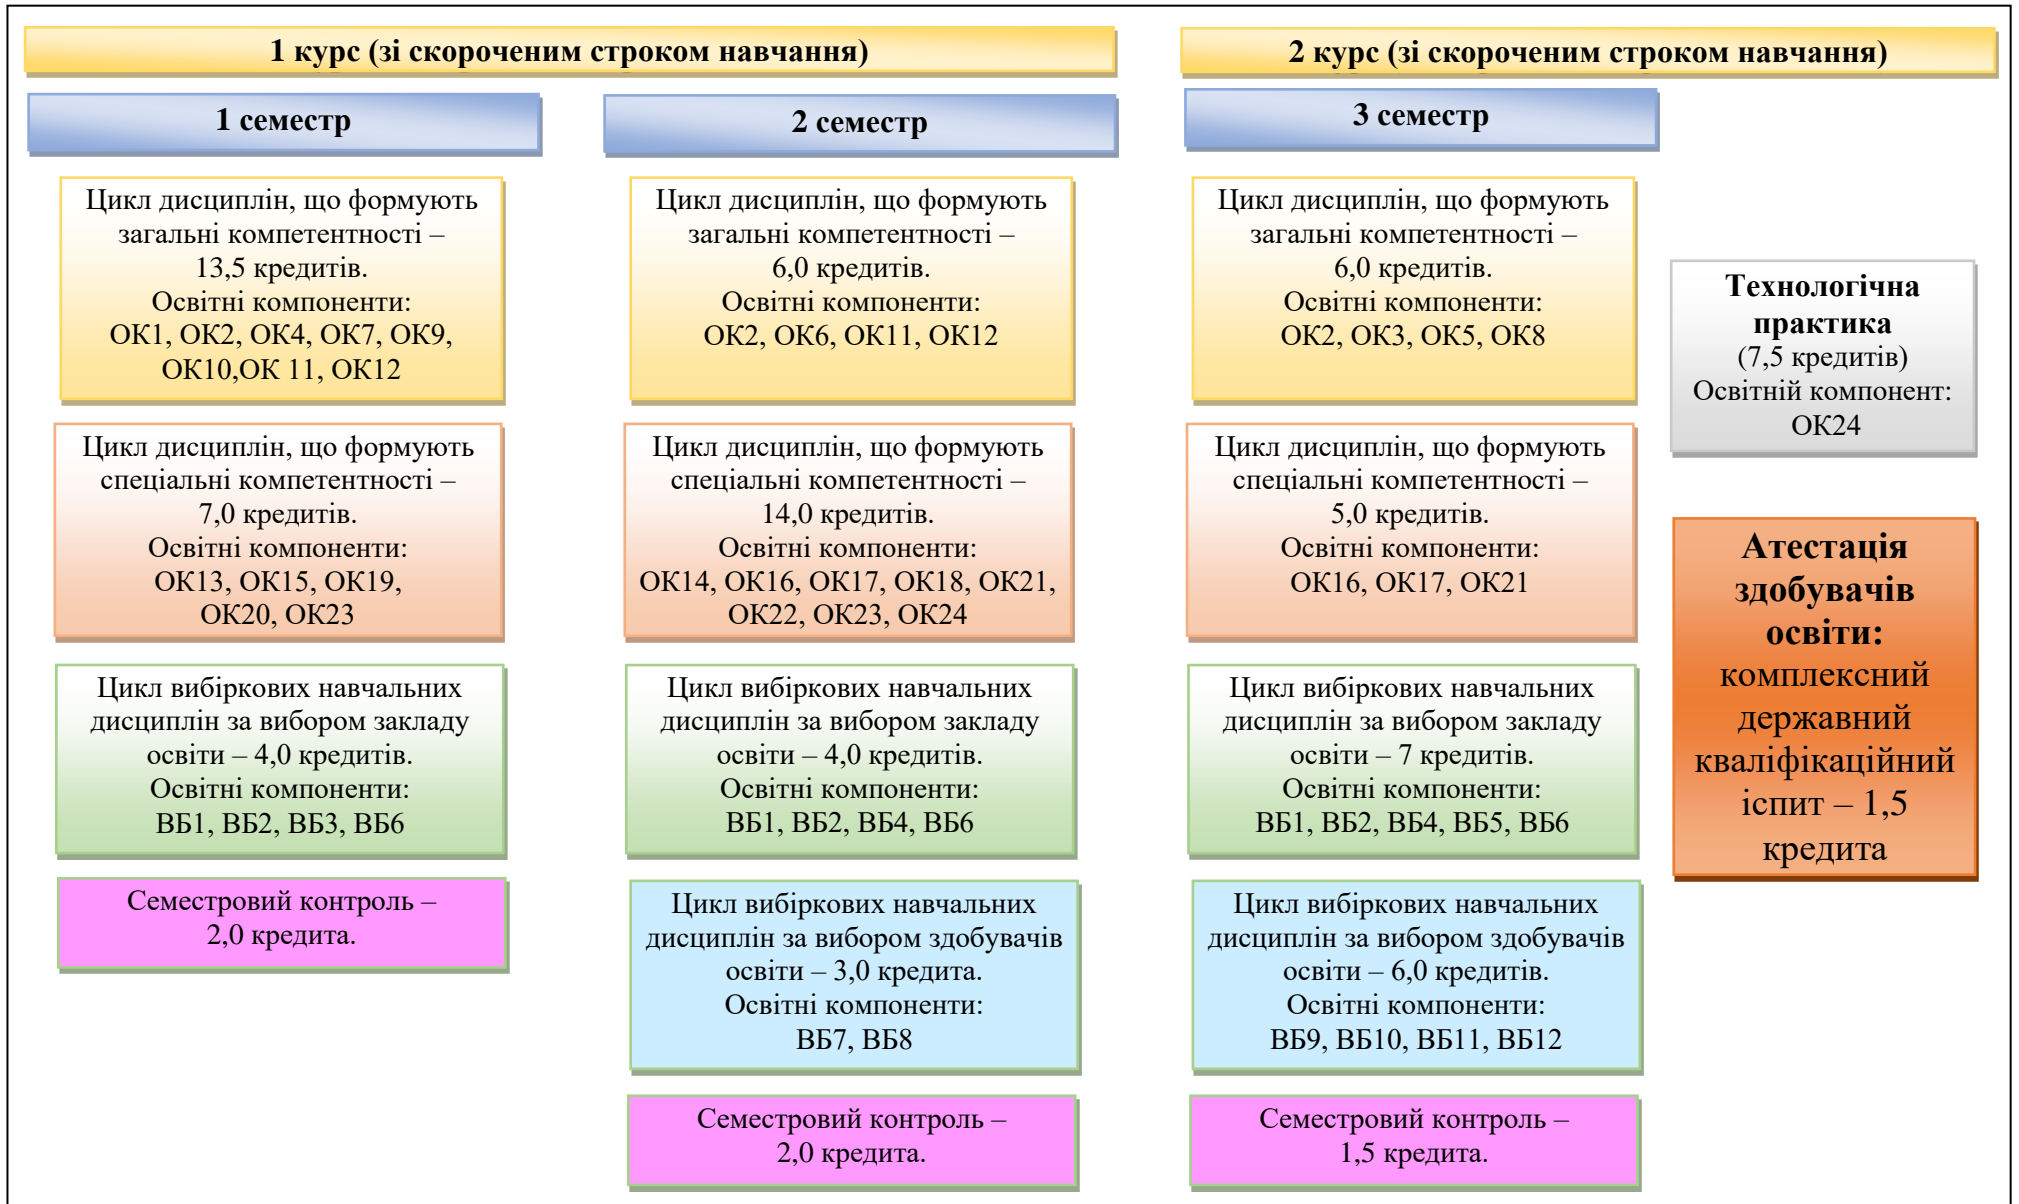 1 курс (зі скороченим строком навчання)
1 семестр
Цикл дисциплін, що формують
загальні компетентності –
13,5 кредитів.
Освітні компоненти:
ОК1, ОК2, ОК4, ОК7, ОК9,
ОК10,ОК 11, ОК12
Цикл дисциплін, що формують
спеціальні компетентності –
7,0 кредитів.
Освітні компоненти:
ОК13, ОК15, ОК19,
ОК20, ОК23
Цикл вибіркових навчальних
дисциплін за вибором закладу
освіти – 4,0 кредитів.
Освітні компоненти:
ВБ1, ВБ2, ВБ3, ВБ6
Семестровий контроль –
2,0 кредита.
2 семестр
Цикл дисциплін, що формують
загальні компетентності –
6,0 кредитів.
Освітні компоненти:
ОК2, ОК6, ОК11, ОК12
Цикл дисциплін, що формують
спеціальні компетентності –
14,0 кредитів.
Освітні компоненти:
ОК14, ОК16, ОК17, ОК18, ОК21,
ОК22, ОК23, ОК24
Цикл вибіркових навчальних
дисциплін за вибором закладу
освіти – 4,0 кредитів.
Освітні компоненти:
ВБ1, ВБ2, ВБ4, ВБ6
Цикл вибіркових навчальних
дисциплін за вибором здобувачів
освіти – 3,0 кредита.
Освітні компоненти:
ВБ7, ВБ8
Семестровий контроль –
2,0 кредита.
2 курс (зі скороченим строком навчання)
3 семестр
Цикл дисциплін, що формують
загальні компетентності –
6,0 кредитів.
Освітні компоненти:
ОК2, ОК3, ОК5, ОК8
Цикл дисциплін, що формують
спеціальні компетентності –
5,0 кредитів.
Освітні компоненти:
ОК16, ОК17, ОК21
Цикл вибіркових навчальних
дисциплін за вибором закладу
освіти – 7 кредитів.
Освітні компоненти:
ВБ1, ВБ2, ВБ4, ВБ5, ВБ6
Цикл вибіркових навчальних
дисциплін за вибором здобувачів
освіти – 6,0 кредитів.
Освітні компоненти:
ВБ9, ВБ10, ВБ11, ВБ12
Семестровий контроль –
1,5 кредита.
Технологічна
практика
(7,5 кредитів)
Освітній компонент:
ОК24
Атестація
здобувачів
освіти:
комплексний
державний
кваліфікаційний
іспит – 1,5
кредита